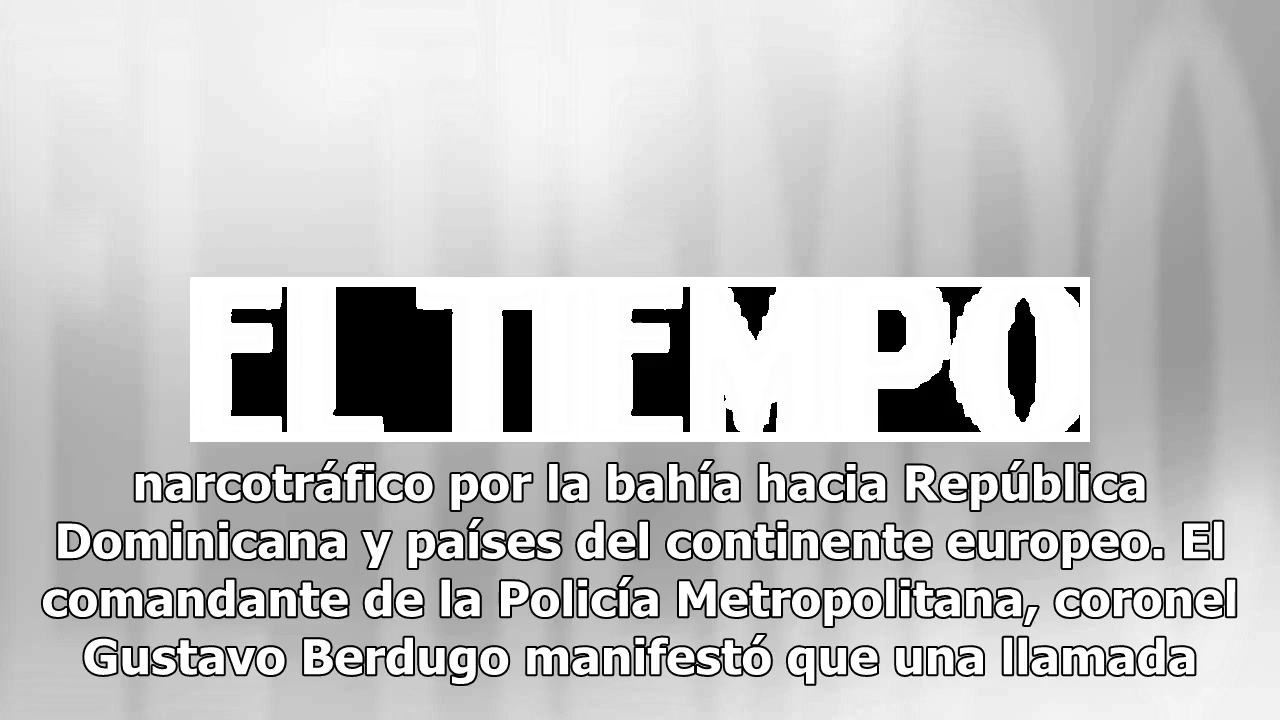 EL TIEMPO
narcotráfico por la bahía hacia República
Dominicana y países del continente europeo. El
comandante de la Policía Metropolitana, coronel
Gustavo Berdugo manifestó que una llamada